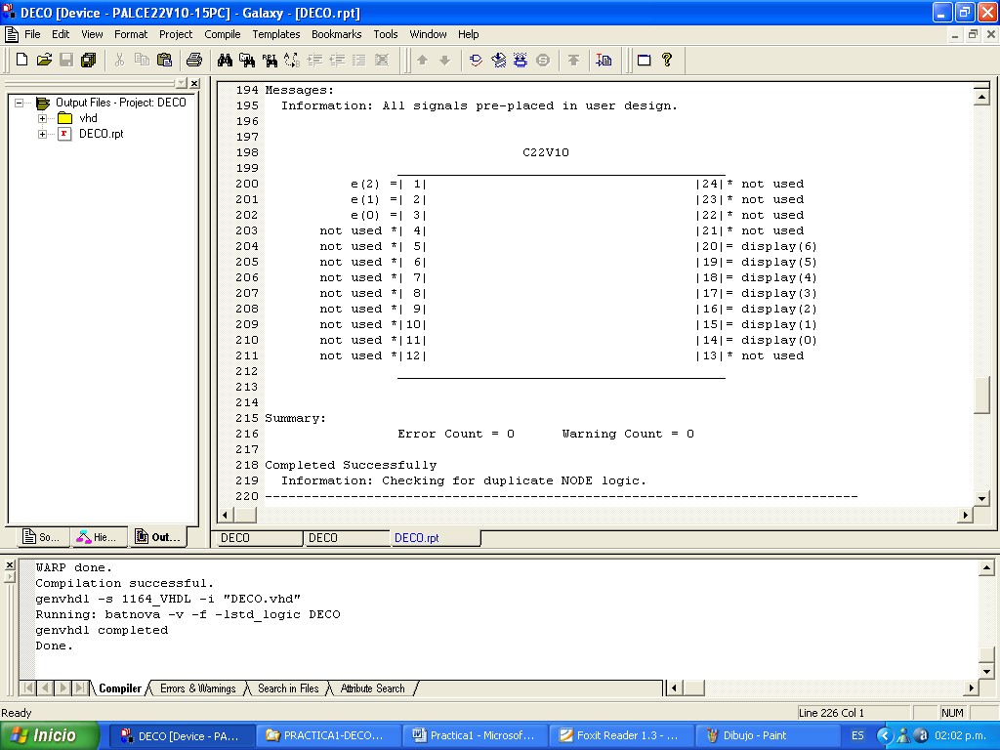 DECO [Device - PALCE22V10-15PC] - Galaxy - [DECO.rpt]
File Edit View Format Project Compile Templates Bookmarks Tools Window Help
Output Files - Project: DECO
vhd
DECO.rpt
So... Hie... Out...
194 Messages:
195 Information: All signals pre-placed in user design.
196
197
198 C22V10
199
200 e(2) =| 1| |24|* not used
201 e(1) =| 2| |23|* not used
202 e(0) =| 3| |22|* not used
203 not used *| 4| |21|* not used
204 not used *| 5| |20|= display(6)
205 not used *| 6| |19|= display(5)
206 not used *| 7| |18|= display(4)
207 not used *| 8| |17|= display(3)
208 not used *| 9| |16|= display(2)
209 not used *|10| |15|= display(1)
210 not used *|11| |14|= display(0)
211 not used *|12| |13|* not used
212
213
214
215 Summary:
216 Error Count = 0 Warning Count = 0
217
218 Completed Successfully
219 Information: Checking for duplicate NODE logic.
220 ----------------------------------------------------------------------------
DECO DECO DECO.rpt
WARP done.
Compilation successful.
genvhdl -s 1164_VHDL -i "DECO.vhd"
Running: batnova -v -f -lstd_logic DECO
genvhdl completed
Done.
Compiler Errors & Warnings Search in Files Attribute Search
Ready Line 226 Col 1 NUM
Inicio DECO [Device - PA... PRACTICA1-DECO... Practica1 - Microsof... Foxit Reader 1.3 - ... Dibujo - Paint ES 02:02 p.m.